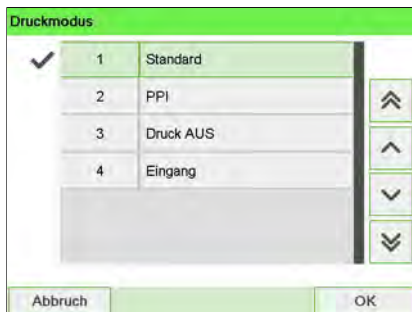 Druckmodus
1 Standard
2 PPI
3 Druck AUS
4 Eingang
Abbruch OK